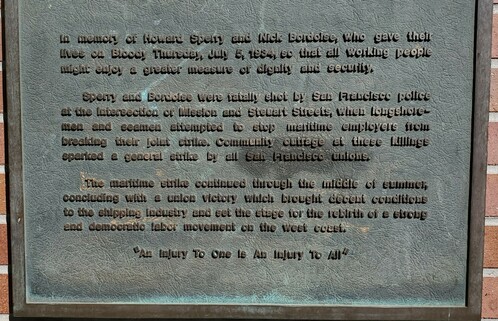 In memory of Howard Sperry and Nick Bordoise, who gave their
lives on Bloody Thursday, July 5, 1934, so that all working people
might enjoy a greater measure of dignity and security.
Sperry and Bordoise were fatally shot by San Francisco police
at the intersection of Mission and Steuart Streets, when longshore-
men and seamen attempted to stop maritime employers from
breaking their joint strike. Community outrage at these killings
sparked a general strike by all San Francisco unions.
The maritime strike continued through the middle of summer,
concluding with a union victory which brought decent conditions
to the shipping industry and set the stage for the rebirth of a strong
and democratic labor movement on the west coast.
"An Injury To One Is An Injury To All"